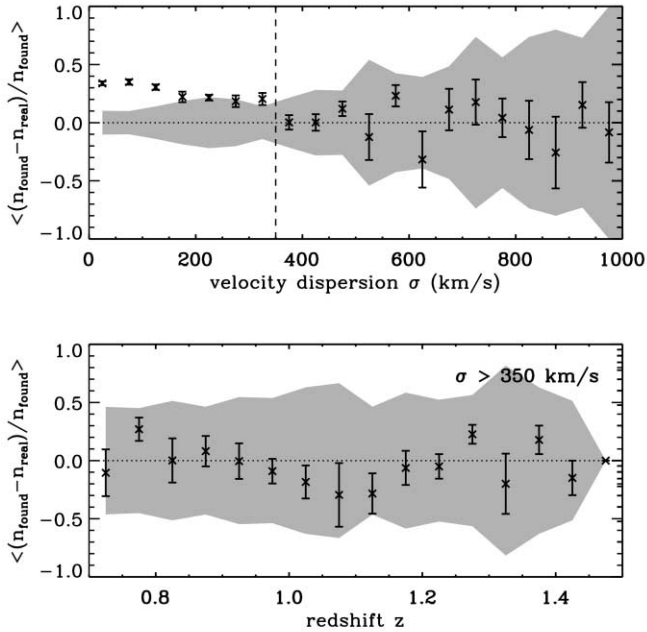 <(n_found−n_real)/n_found>
1.0
0.5
0.0
−0.5
−1.0
0 200 400 600 800 1000
velocity dispersion σ (km/s)
<(n_found−n_real)/n_found>
1.0
σ > 350 km/s
0.5
0.0
−0.5
−1.0
0.8 1.0 1.2 1.4
redshift z